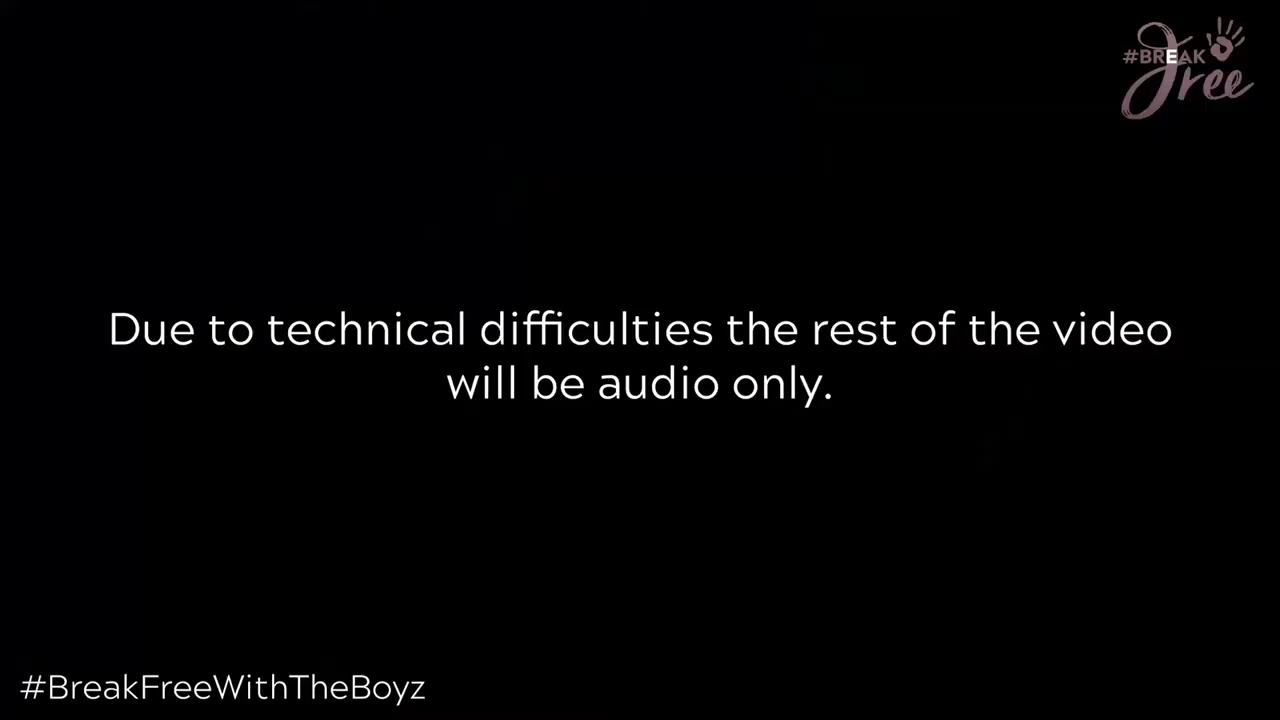 #BREAK
Free
Due to technical difficulties the rest of the video
will be audio only.
#BreakFreeWithTheBoyz